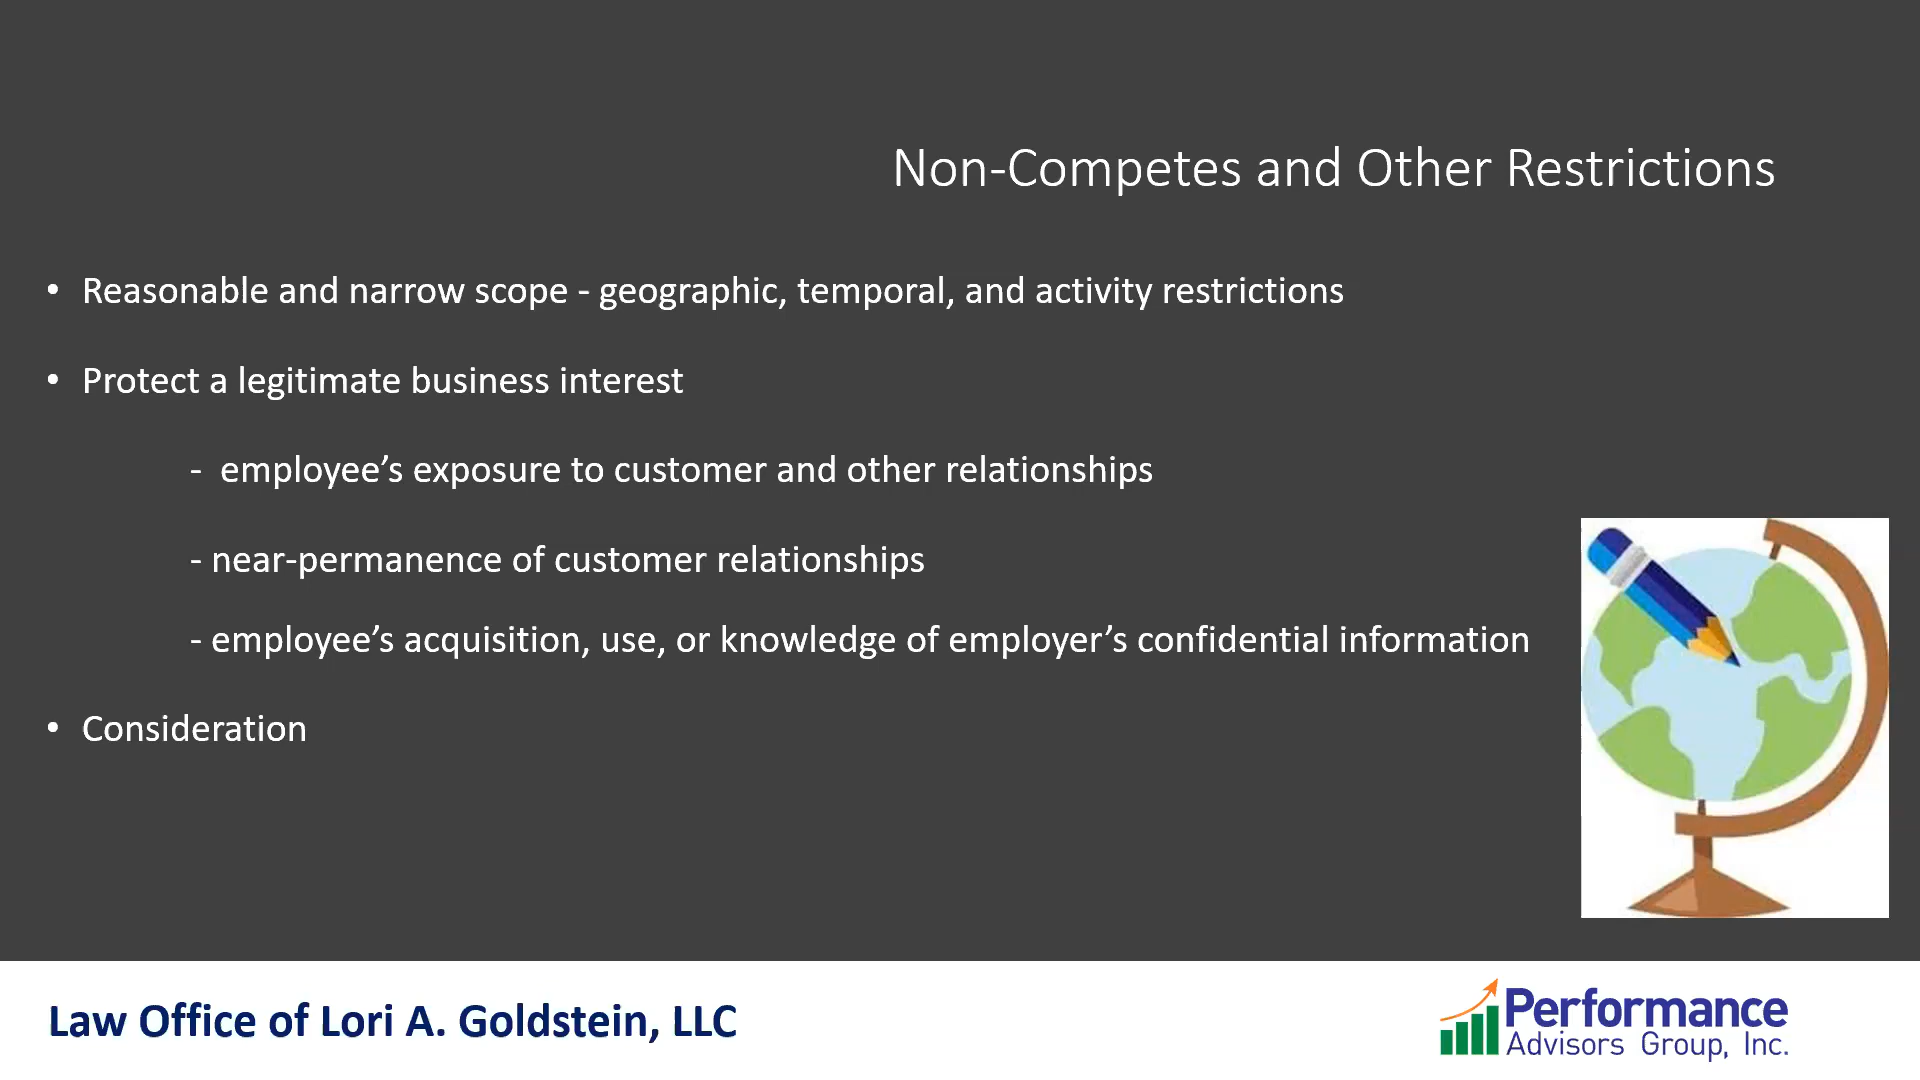 Non-Competes and Other Restrictions
• Reasonable and narrow scope - geographic, temporal, and activity restrictions
• Protect a legitimate business interest
- employee’s exposure to customer and other relationships
- near-permanence of customer relationships
- employee’s acquisition, use, or knowledge of employer’s confidential information
• Consideration
Law Office of Lori A. Goldstein, LLC
Performance
Advisors Group, Inc.